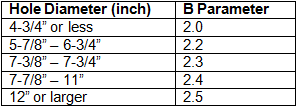 Hole Diameter (inch) B Parameter
4-3/4” or less 2.0
5-7/8” – 6-3/4” 2.2
7-3/8” – 7-3/4” 2.3
7-7/8” – 11” 2.4
12” or larger 2.5